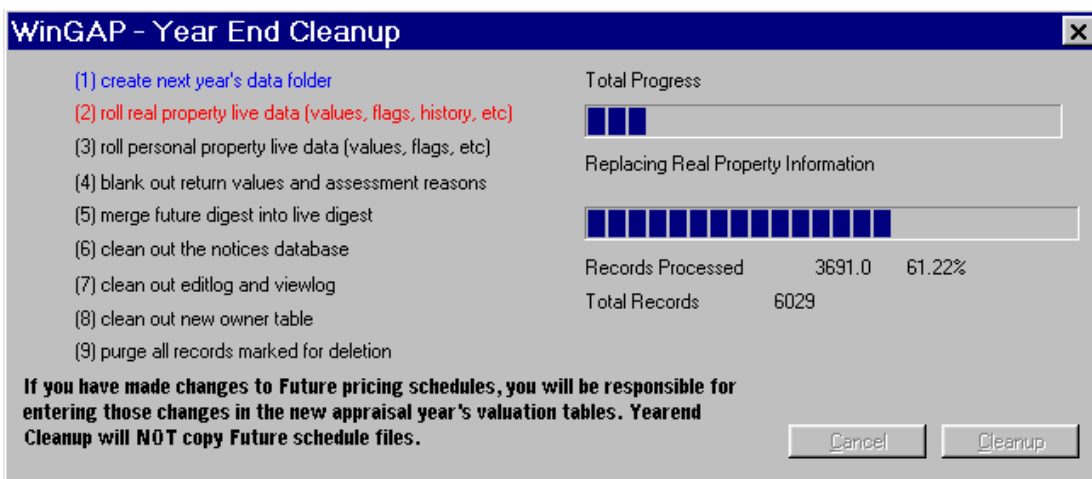 WinGAP - Year End Cleanup
(1) create next year's data folder
(2) roll real property live data (values, flags, history, etc)
(3) roll personal property live data (values, flags, etc)
(4) blank out return values and assessment reasons
(5) merge future digest into live digest
(6) clean out the notices database
(7) clean out editlog and viewlog
(8) clean out new owner table
(9) purge all records marked for deletion
Total Progress
Replacing Real Property Information
Records Processed 3691.0 61.22%
Total Records 6029
If you have made changes to Future pricing schedules, you will be responsible for
entering those changes in the new appraisal year's valuation tables. Yearend
Cleanup will NOT copy Future schedule files.
Cancel Cleanup